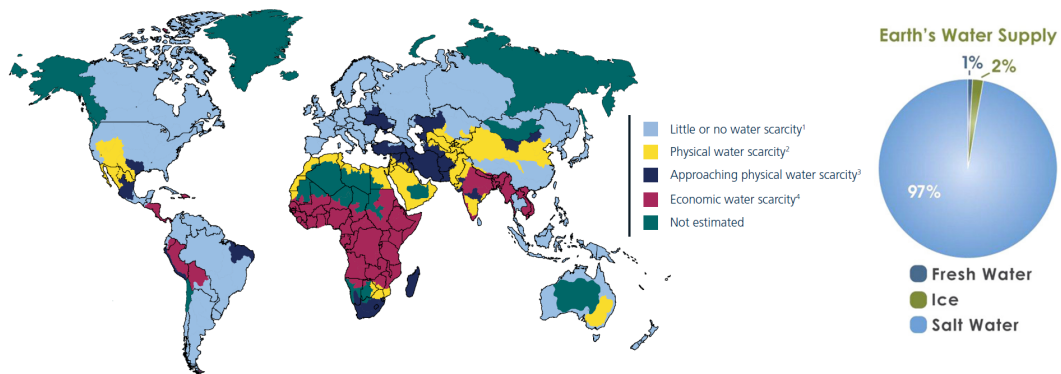 Little or no water scarcity¹
Physical water scarcity²
Approaching physical water scarcity³
Economic water scarcity⁴
Not estimated
Earth's Water Supply
1%
2%
97%
Fresh Water
Ice
Salt Water